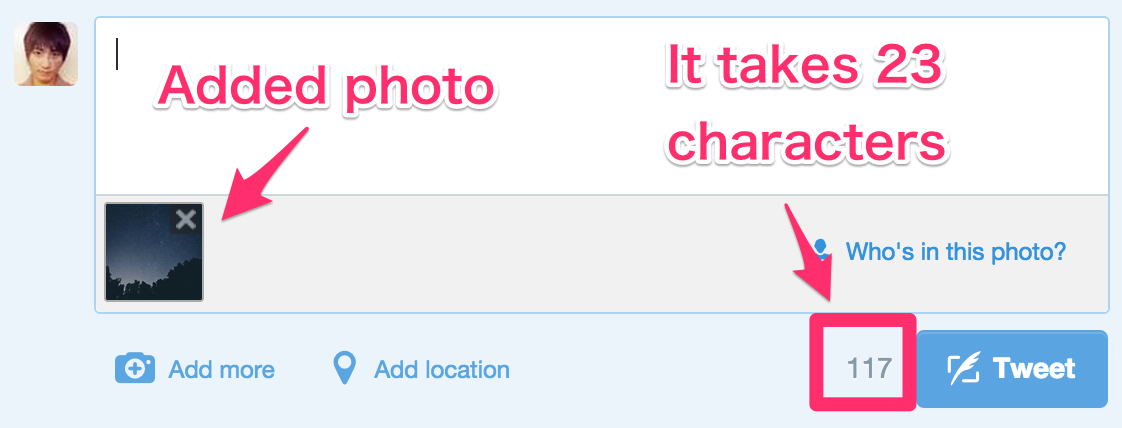 Added photo
It takes 23
characters
Who's in this photo?
Add more
Add location
117
Tweet